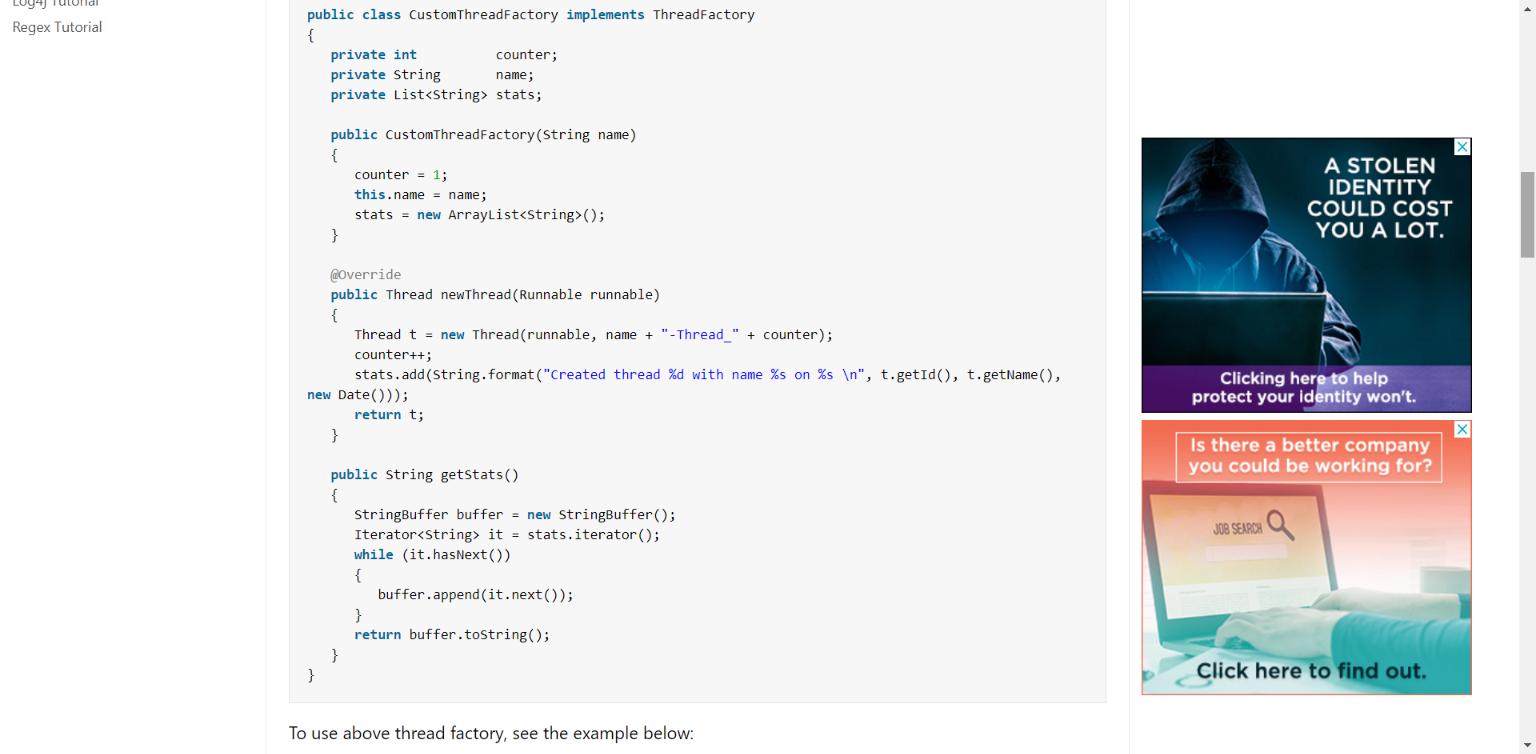 Log4j Tutorial
Regex Tutorial
public class CustomThreadFactory implements ThreadFactory
{
   private int          counter;
   private String       name;
   private List<String> stats;

   public CustomThreadFactory(String name)
   {
      counter = 1;
      this.name = name;
      stats = new ArrayList<String>();
   }

   @Override
   public Thread newThread(Runnable runnable)
   {
      Thread t = new Thread(runnable, name + "-Thread_" + counter);
      counter++;
      stats.add(String.format("Created thread %d with name %s on %s \n", t.getId(), t.getName(),
new Date()));
      return t;
   }

   public String getStats()
   {
      StringBuffer buffer = new StringBuffer();
      Iterator<String> it = stats.iterator();
      while (it.hasNext())
      {
         buffer.append(it.next());
      }
      return buffer.toString();
   }
}
To use above thread factory, see the example below:
A STOLEN
IDENTITY
COULD COST
YOU A LOT.
Clicking here to help
protect your identity won't.
Is there a better company
you could be working for?
JOB SEARCH
Click here to find out.